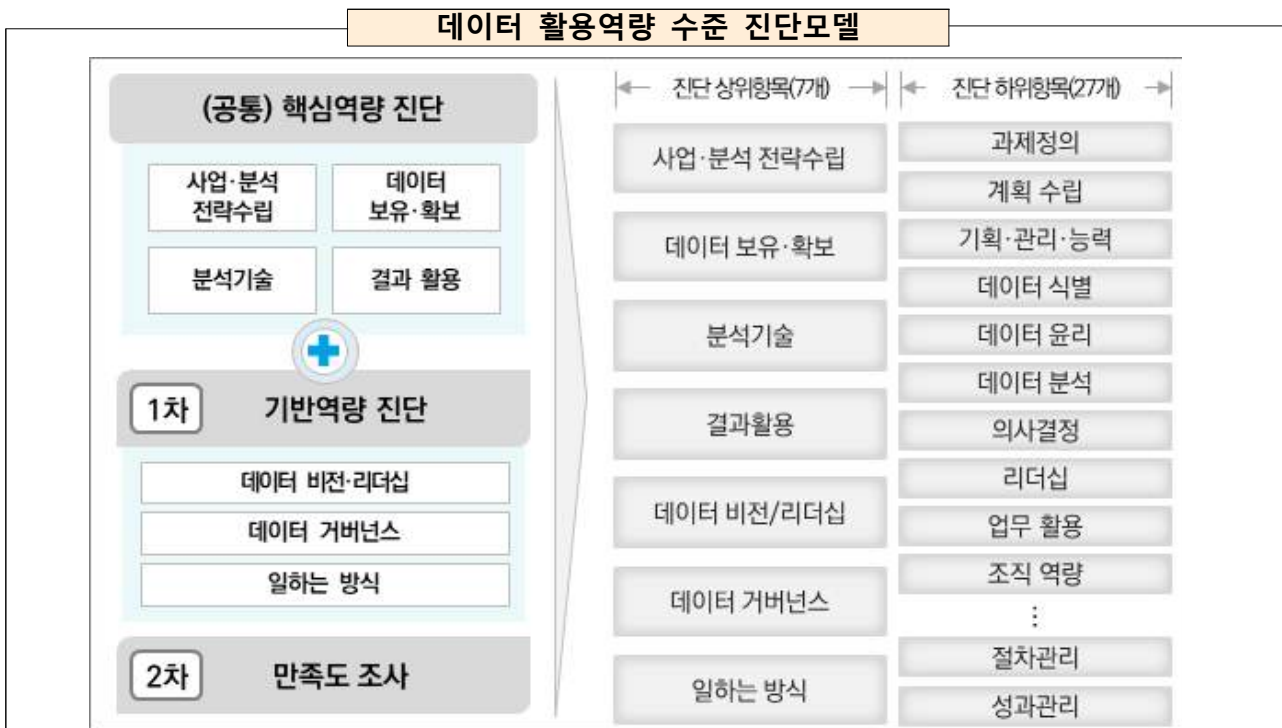 데이터 활용역량 수준 진단모델
(공통) 핵심역량 진단
사업·분석
전략수립
데이터
보유·확보
분석기술
결과 활용
1차
기반역량 진단
데이터 비전·리더십
데이터 거버넌스
일하는 방식
2차
만족도 조사
진단 상위항목(7개)
사업·분석 전략수립
데이터 보유·확보
분석기술
결과활용
데이터 비전/리더십
데이터 거버넌스
일하는 방식
진단 하위항목(27개)
과제정의
계획 수립
기획·관리·능력
데이터 식별
데이터 윤리
데이터 분석
의사결정
리더십
업무 활용
조직 역량
⋮
절차관리
성과관리